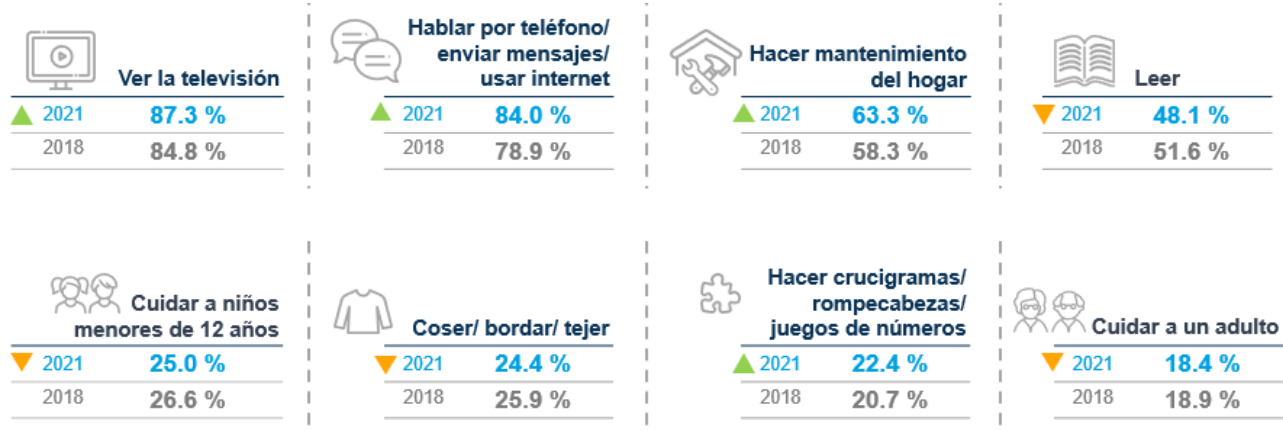 Ver la televisión
2021 87.3 %
2018 84.8 %
Hablar por teléfono/
enviar mensajes/
usar internet
2021 84.0 %
2018 78.9 %
Hacer mantenimiento
del hogar
2021 63.3 %
2018 58.3 %
Leer
2021 48.1 %
2018 51.6 %
Cuidar a niños
menores de 12 años
2021 25.0 %
2018 26.6 %
Coser/ bordar/ tejer
2021 24.4 %
2018 25.9 %
Hacer crucigramas/
rompecabezas/
juegos de números
2021 22.4 %
2018 20.7 %
Cuidar a un adulto
2021 18.4 %
2018 18.9 %